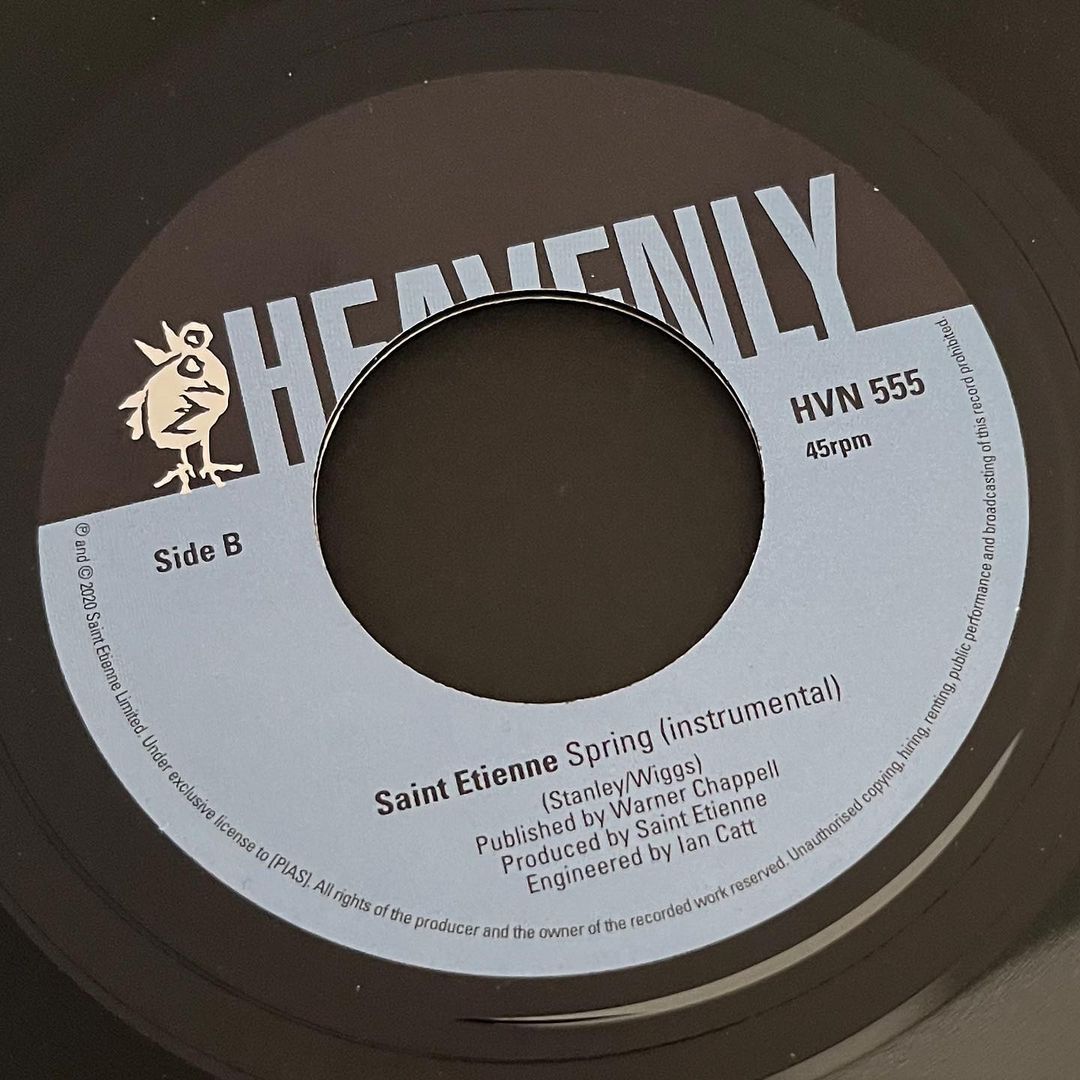 HEAVENLY
HVN 555
45rpm
Side B
Saint Etienne Spring (instrumental)
(Stanley/Wiggs)
Published by Warner Chappell
Produced by Saint Etienne
Engineered by Ian Catt
℗ and © 2020 Saint Etienne Limited. Under exclusive license to [PIAS]. All rights of the producer and the owner of the recorded work reserved. Unauthorised copying, hiring, renting, public performance and broadcasting of this record prohibited.